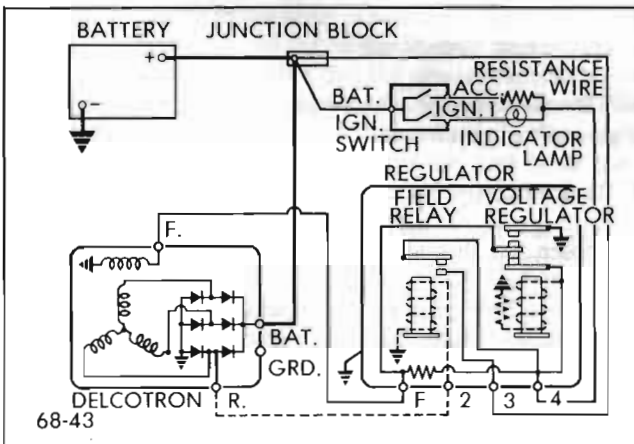 BATTERY
JUNCTION BLOCK
+
-
RESISTANCE
WIRE
BAT.
ACC
IGN.1
IGN.
SWITCH
INDICATOR
LAMP
REGULATOR
FIELD
RELAY
VOLTAGE
REGULATOR
F.
BAT.
GRD.
DELCOTRON
R.
F
2
3
4
68-43